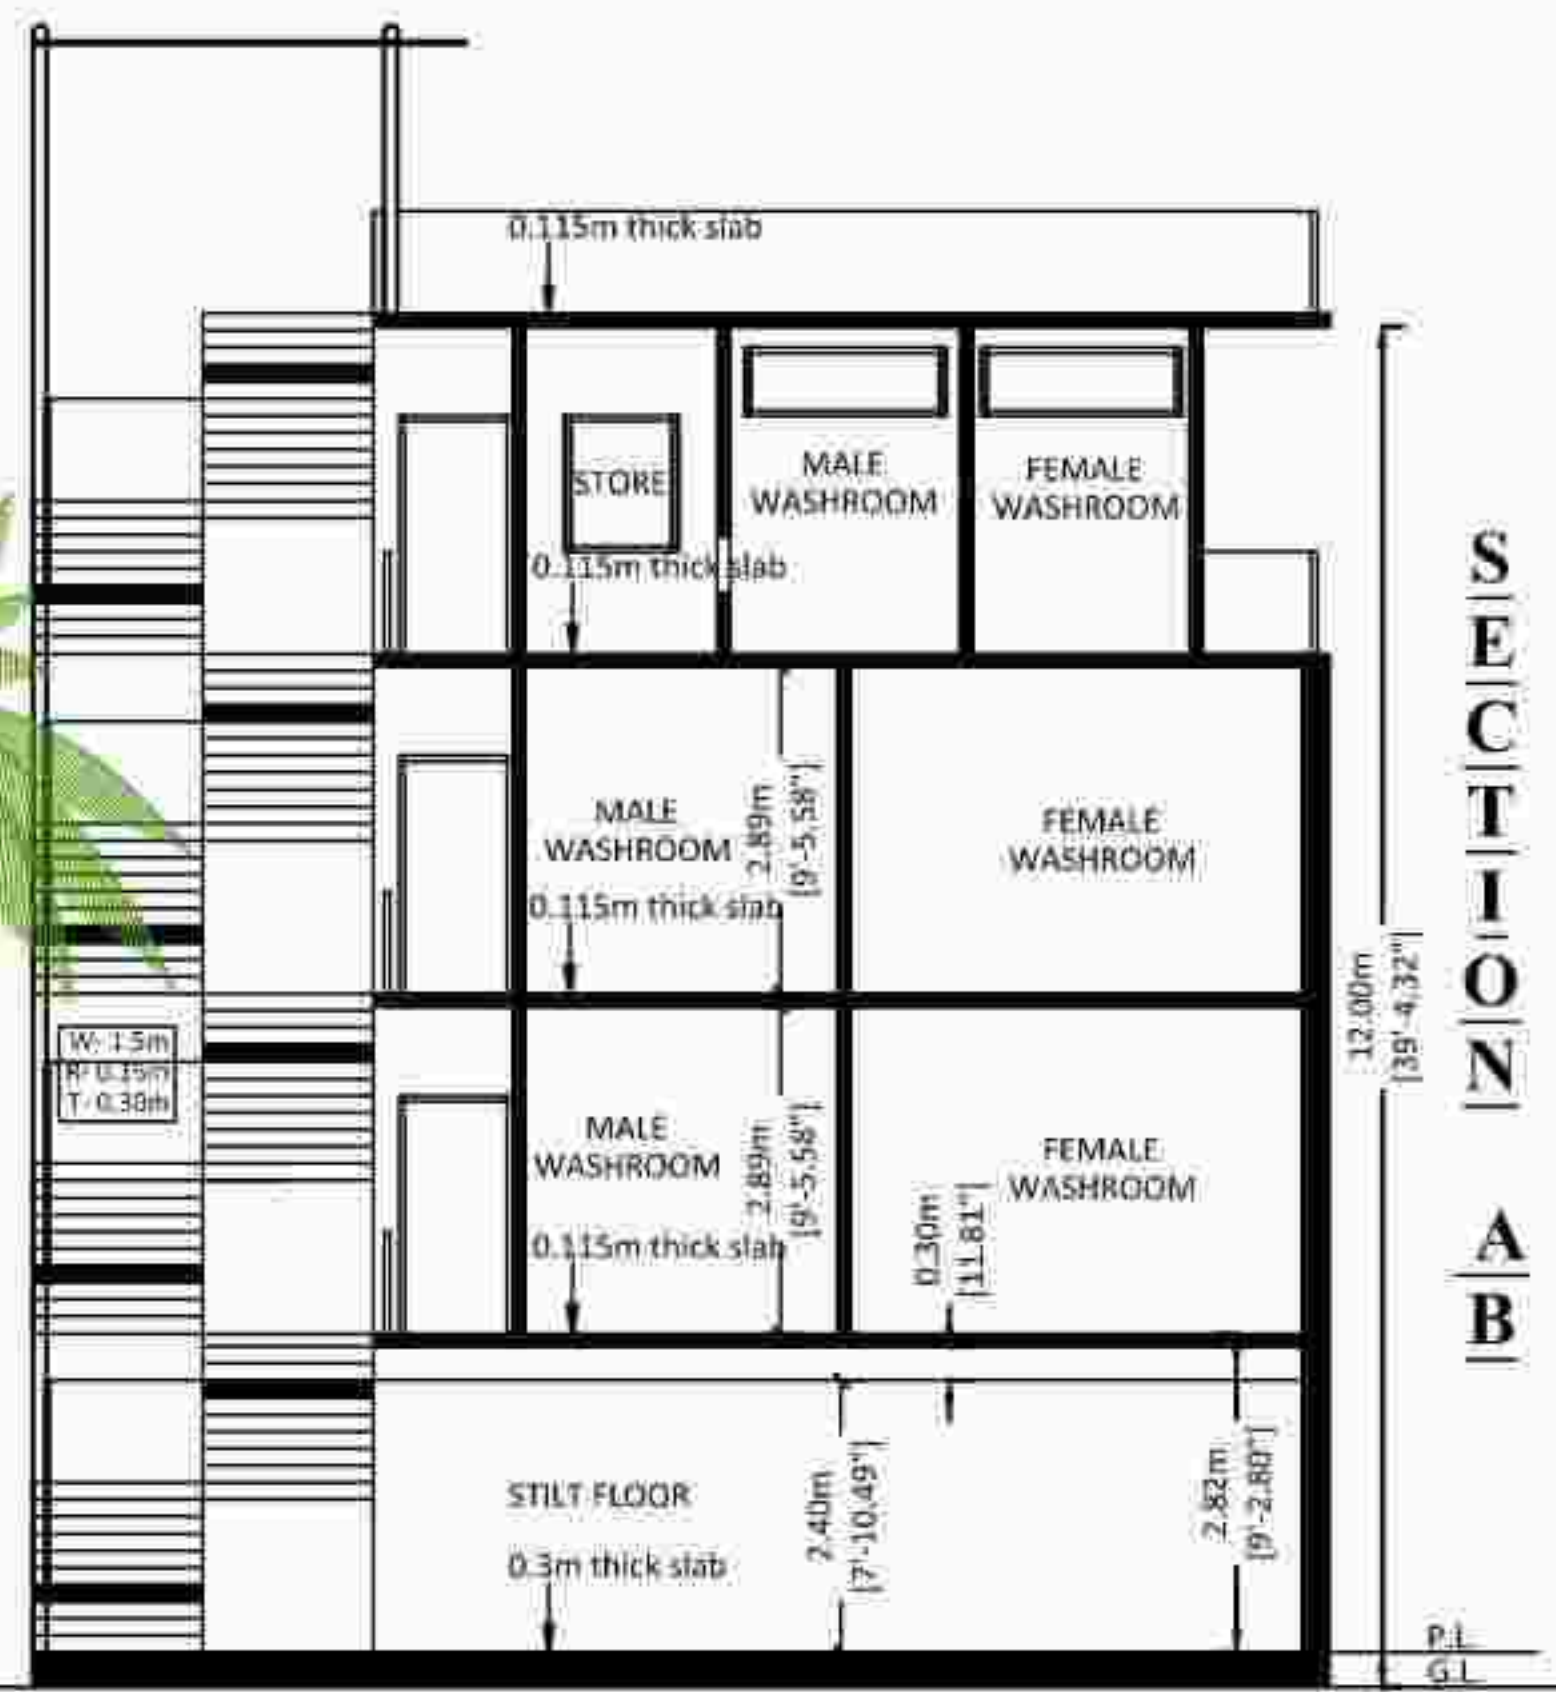 0.115m thick slab
STORE
MALE
WASHROOM
FEMALE
WASHROOM
0.115m thick slab
MALE
WASHROOM
2.89m
[9'-5.58"]
FEMALE
WASHROOM
0.115m thick slab
W- 1.5m
R- 0.15m
T- 0.30m
MALE
WASHROOM
2.89m
[9'-5.58"]
FEMALE
WASHROOM
0.115m thick slab
0.30m
[11.81"]
STILT FLOOR
0.3m thick slab
2.40m
[7'-10.49"]
2.82m
[9'-2.80"]
12.00m
[39'-4.32"]
P.L
G.L
SECTION AB